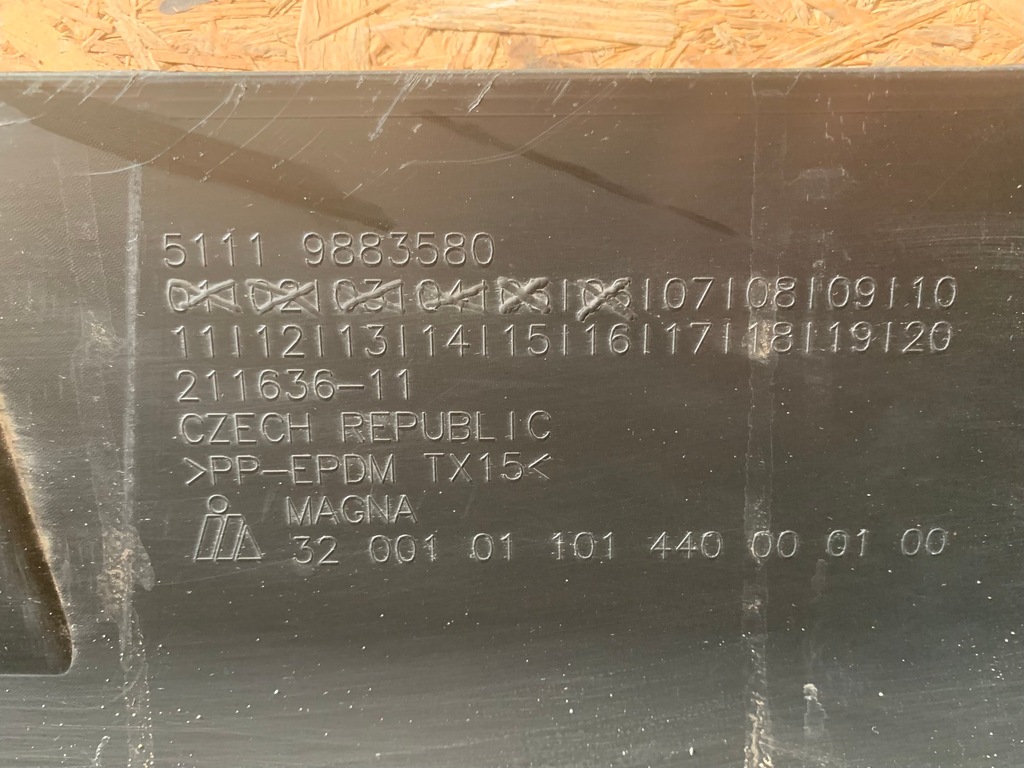 5111 9883580
01|02|03|04|05|06|07|08|09|10
11|12|13|14|15|16|17|18|19|20
211636-11
CZECH REPUBLIC
>PP-EPDM TX15<
MAGNA
32 001 01 101 440 00 01 00